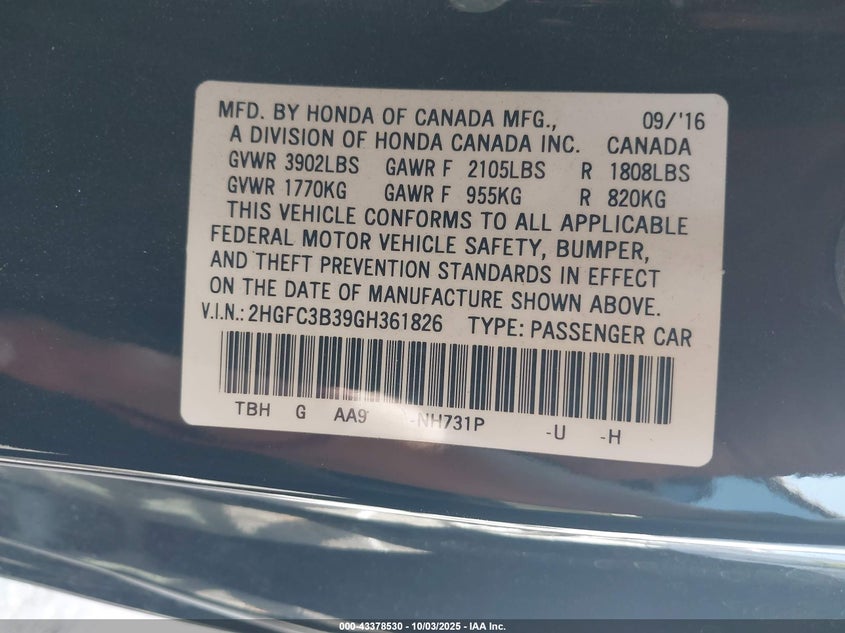 MFD. BY HONDA OF CANADA MFG., 09/'16
A DIVISION OF HONDA CANADA INC. CANADA
GVWR 3902LBS GAWR F 2105LBS R 1808LBS
GVWR 1770KG GAWR F 955KG R 820KG
THIS VEHICLE CONFORMS TO ALL APPLICABLE
FEDERAL MOTOR VEHICLE SAFETY, BUMPER,
AND THEFT PREVENTION STANDARDS IN EFFECT
ON THE DATE OF MANUFACTURE SHOWN ABOVE.
V.I.N.: 2HGFC3B39GH361826 TYPE: PASSENGER CAR
TBH G AA9 -NH731P -U -H
000-43378530 - 10/03/2025 - IAA Inc.